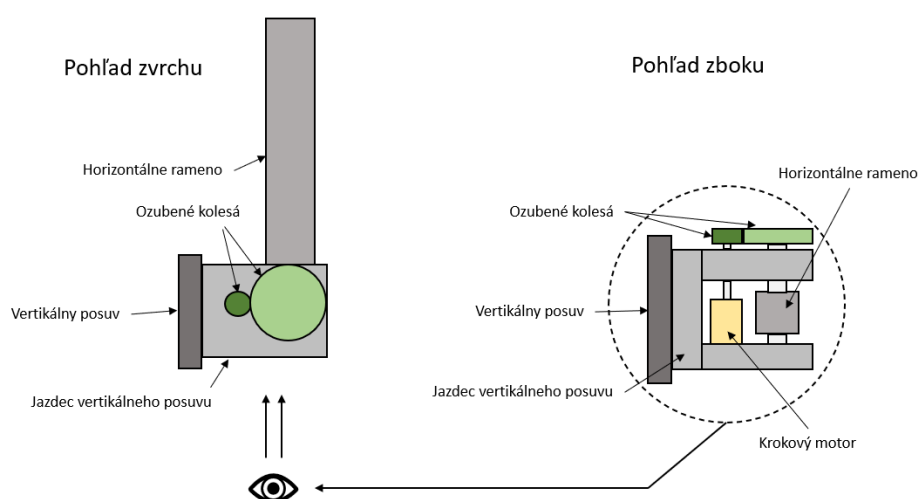 Pohľad zvrchu
Horizontálne rameno
Ozubené kolesá
Vertikálny posuv
Jazdec vertikálneho posuvu
Pohľad zboku
Horizontálne rameno
Ozubené kolesá
Vertikálny posuv
Jazdec vertikálneho posuvu
Krokový motor